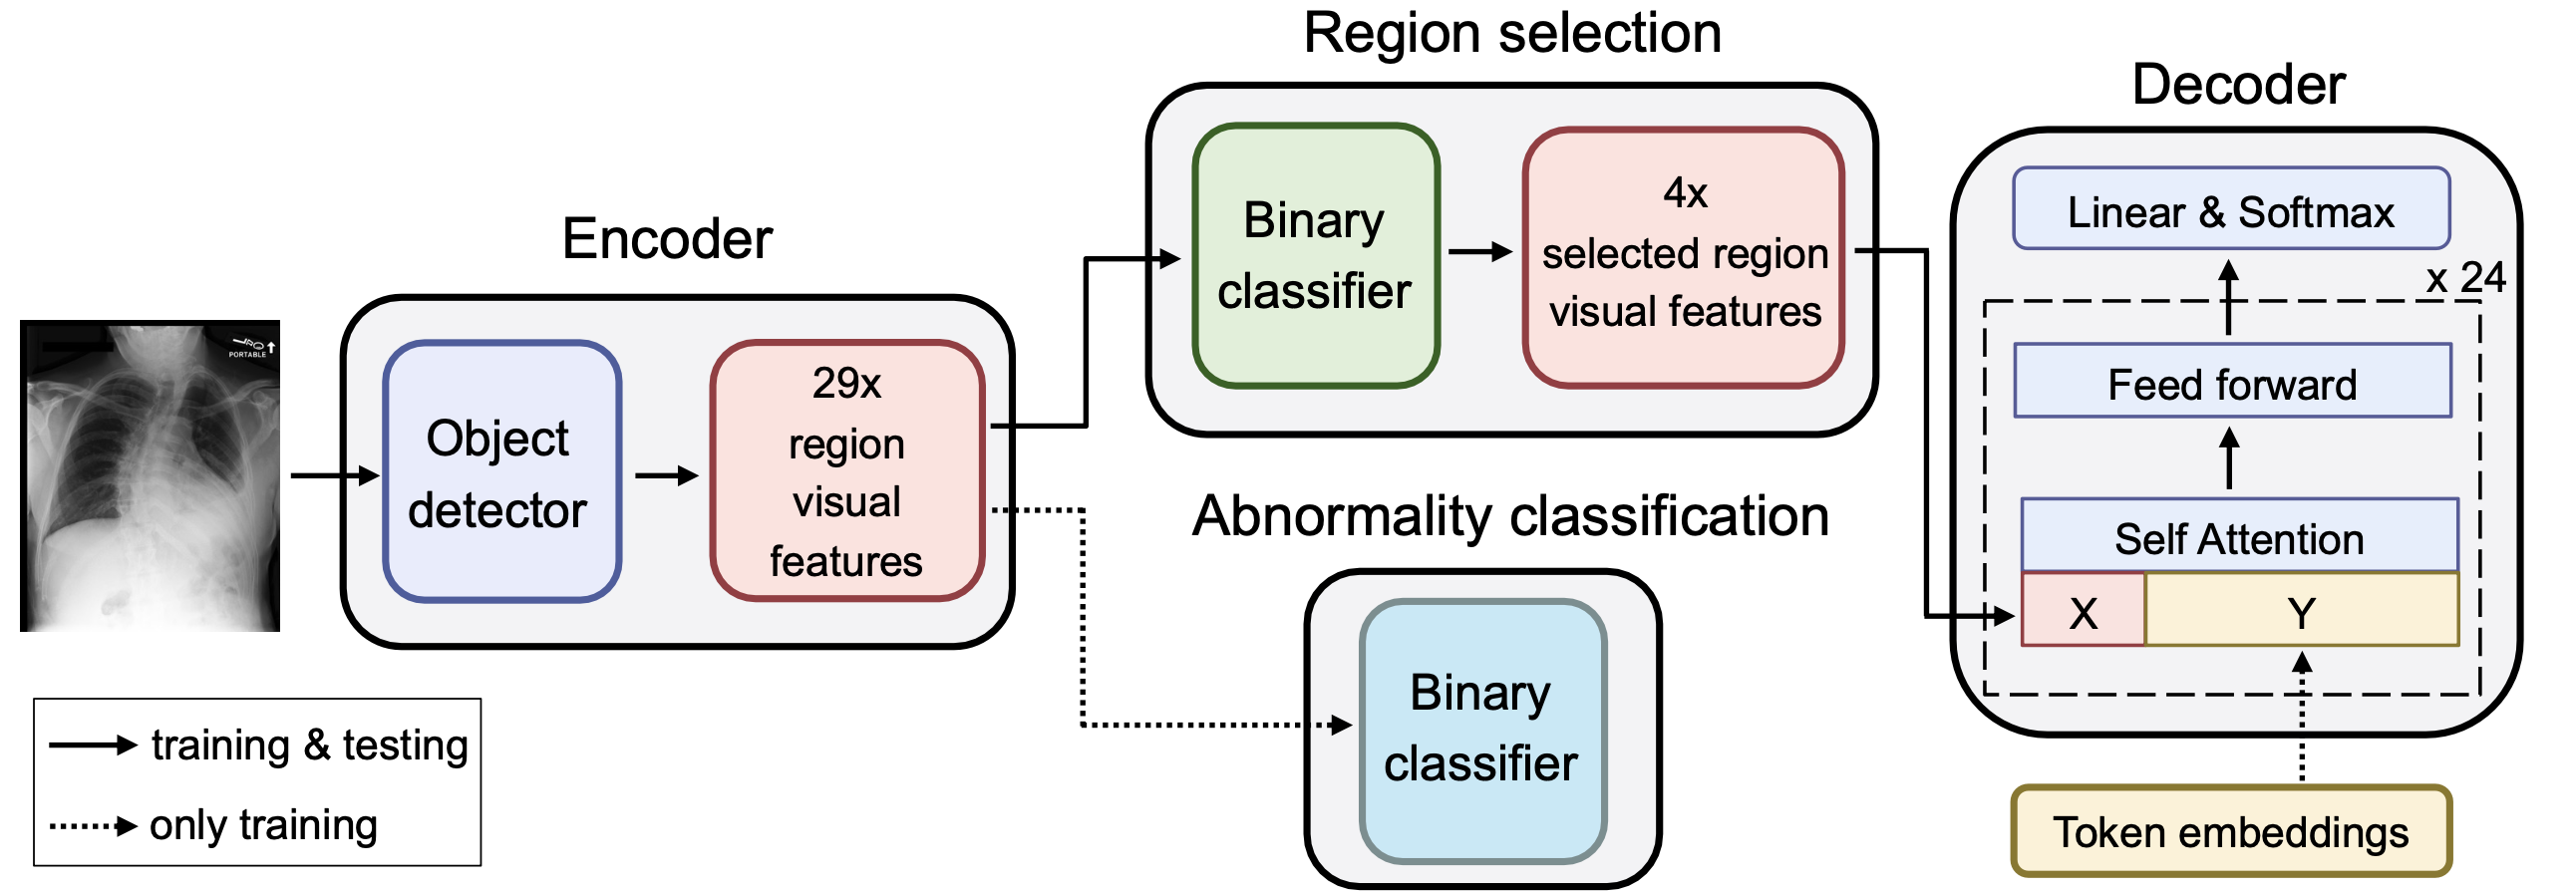 Region selection
Decoder
Encoder
Abnormality classification
PORTABLE
Object
detector
29x
region
visual
features
Binary
classifier
4x
selected region
visual features
Binary
classifier
Linear & Softmax
x 24
Feed forward
Self Attention
X Y
Token embeddings
training & testing
only training